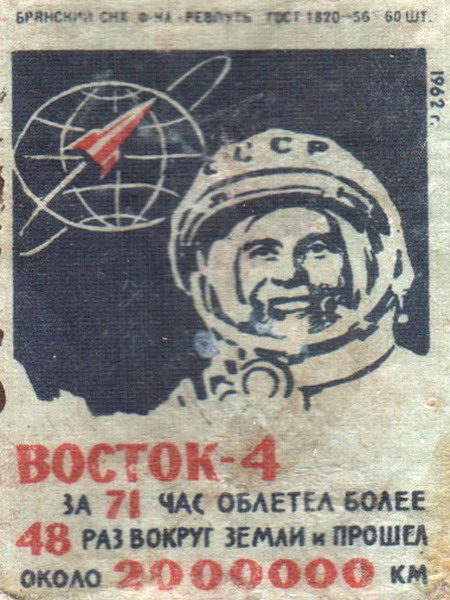 БРЯНСКИЙ СНХ Ф-КА „РЕВПУТЬ“ ГОСТ 1820-56 60 ШТ.
1962 г.
СССР
ВОСТОК-4
ЗА 71 ЧАС ОБЛЕТЕЛ БОЛЕЕ
48 РАЗ ВОКРУГ ЗЕМЛИ и ПРОШЕЛ
ОКОЛО 2000000 КМ